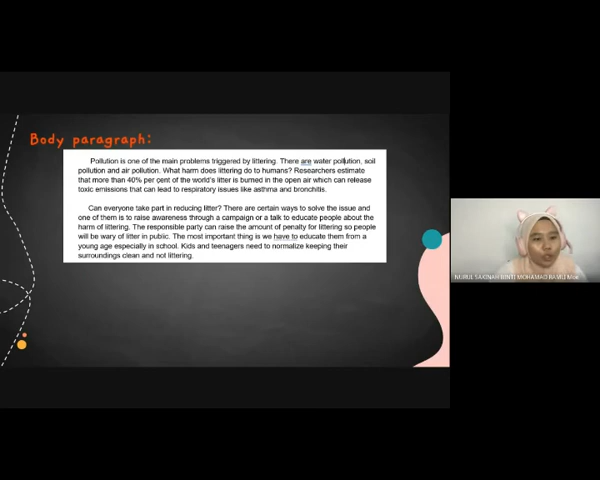 Body paragraph:
Pollution is one of the main problems triggered by littering. There are water pollution, soil
pollution and air pollution. What harm does littering do to humans? Researchers estimate
that more than 40% per cent of the world's litter is burned in the open air which can release
toxic emissions that can lead to respiratory issues like asthma and bronchitis.
Can everyone take part in reducing litter? There are certain ways to solve the issue and
one of them is to raise awareness through a campaign or a talk to educate people about the
harm of littering. The responsible party can raise the amount of penalty for littering so people
will be wary of litter in public. The most important thing is we have to educate them from a
young age especially in school. Kids and teenagers need to normalize keeping their
surroundings clean and not littering.
NURUL SAKINAH BINTI MOHAMAD